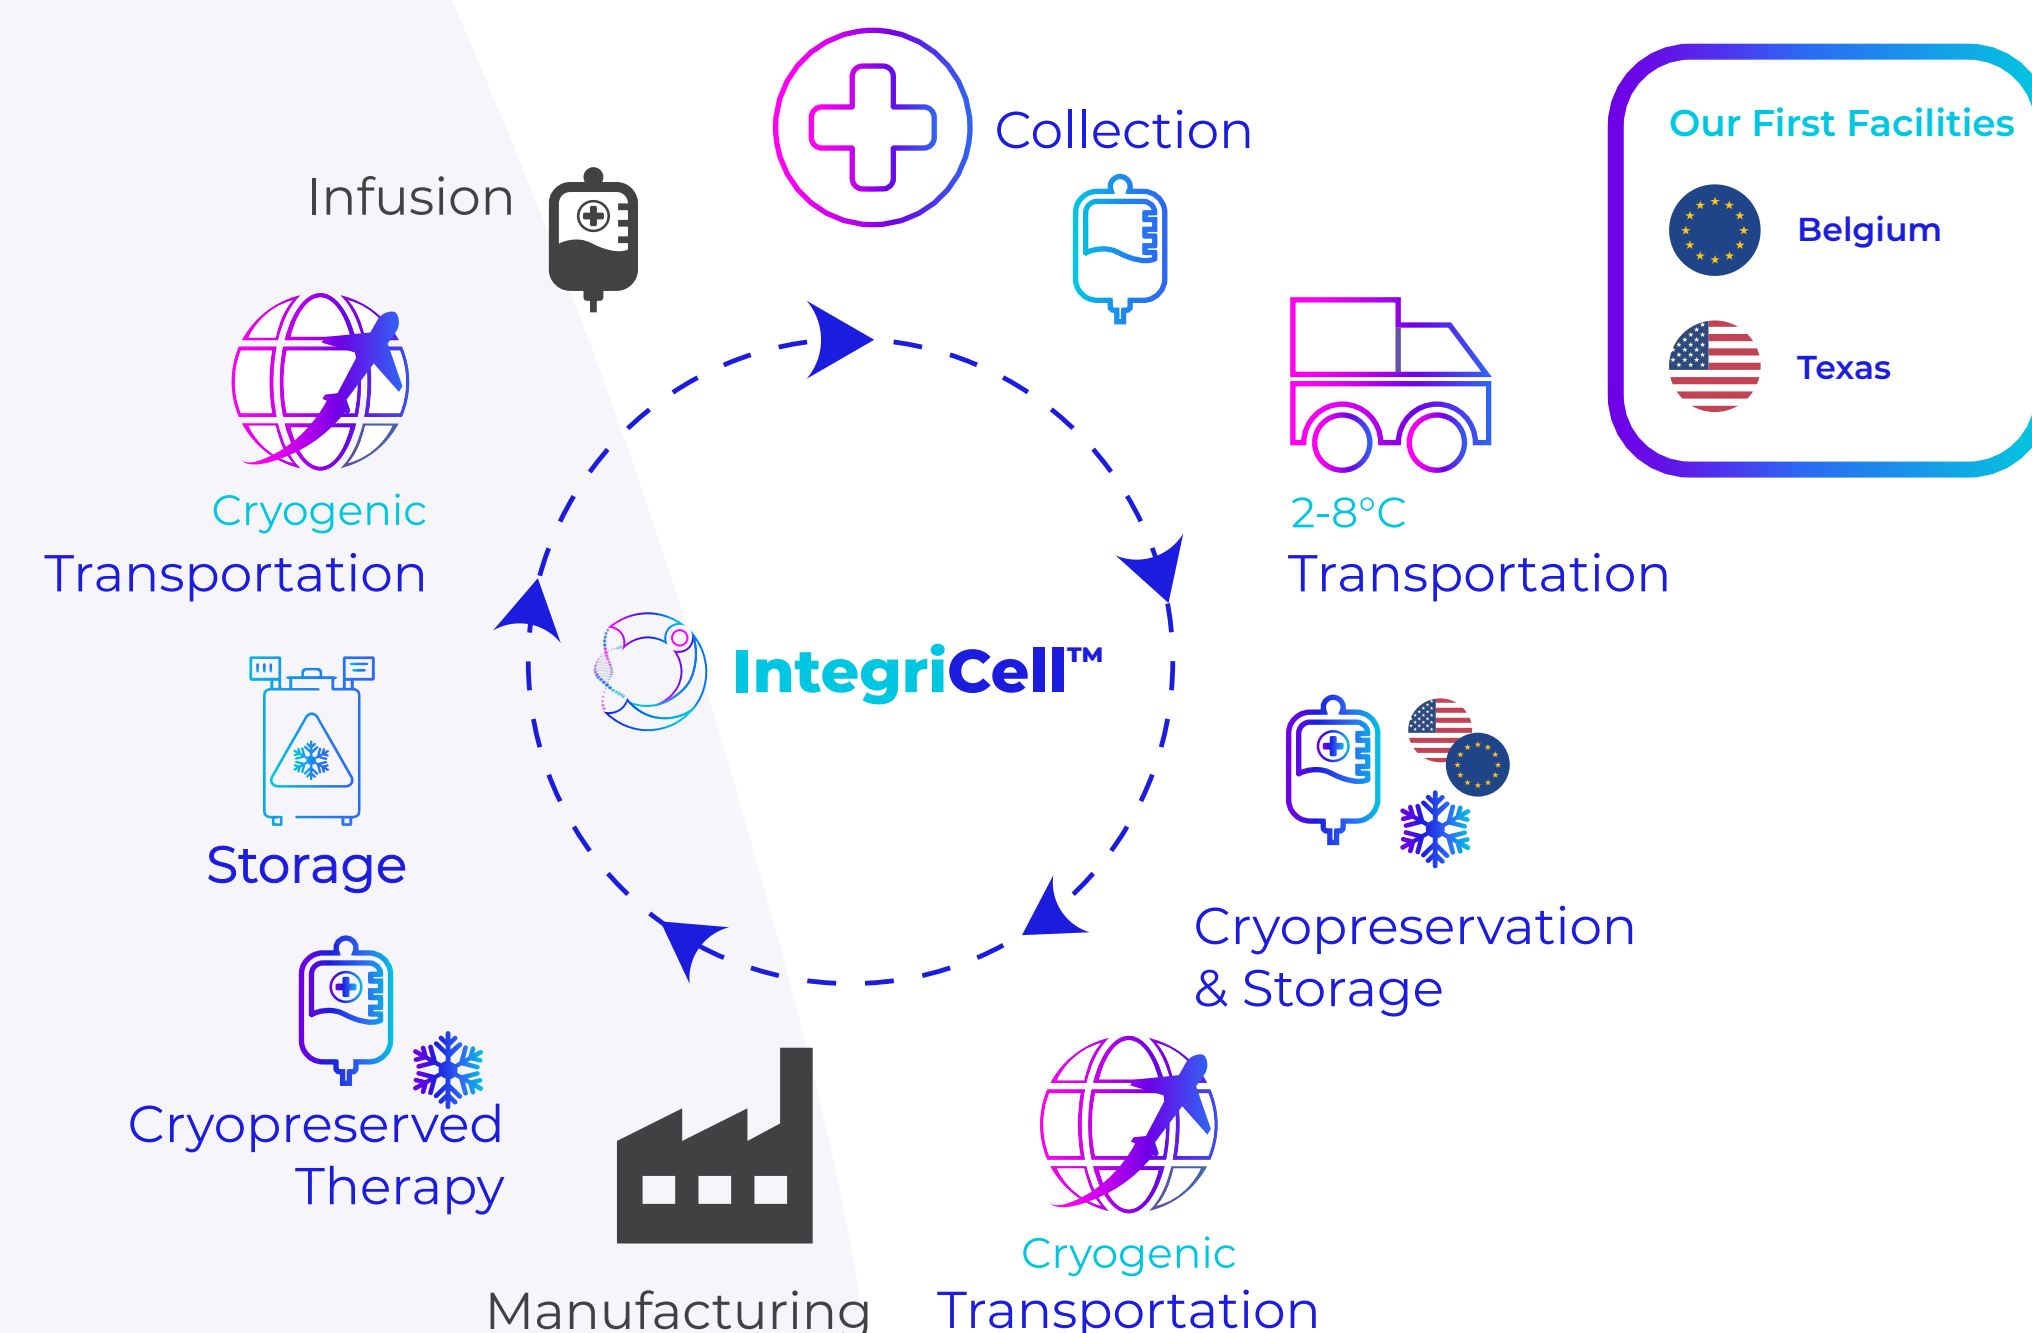 Collection
Our First Facilities
Belgium
Texas
Infusion
2-8°C
Transportation
Cryogenic
Transportation
IntegriCell™
Storage
Cryopreservation
& Storage
Cryopreserved
Therapy
Manufacturing
Cryogenic
Transportation